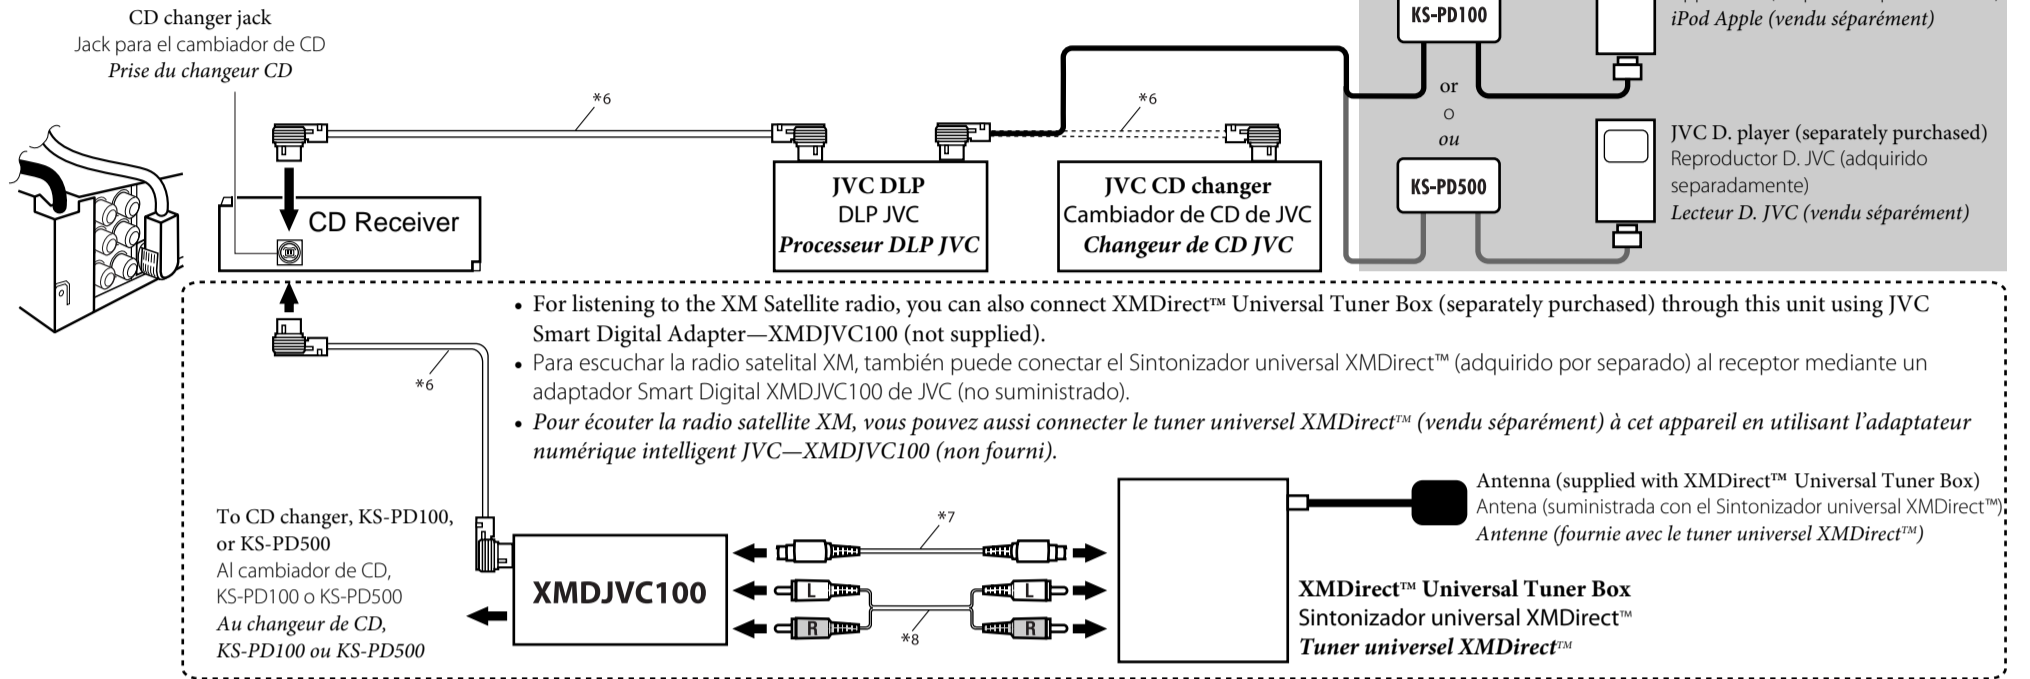 CD changer jack
Jack para el cambiador de CD
Prise du changeur CD
*6
*6
KS-PD100
iPod Apple (vendu séparément)
or
o
ou
KS-PD500
JVC D. player (separately purchased)
Reproductor D. JVC (adquirido
separadamente)
Lecteur D. JVC (vendu séparément)
CD Receiver
JVC DLP
DLP JVC
Processeur DLP JVC
JVC CD changer
Cambiador de CD de JVC
Changeur de CD JVC
• For listening to the XM Satellite radio, you can also connect XMDirect™ Universal Tuner Box (separately purchased) through this unit using JVC
Smart Digital Adapter—XMDJVC100 (not supplied).
• Para escuchar la radio satelital XM, también puede conectar el Sintonizador universal XMDirect™ (adquirido por separado) al receptor mediante un
adaptador Smart Digital XMDJVC100 de JVC (no suministrado).
• Pour écouter la radio satellite XM, vous pouvez aussi connecter le tuner universel XMDirect™ (vendu séparément) à cet appareil en utilisant l'adaptateur
numérique intelligent JVC—XMDJVC100 (non fourni).
*6
To CD changer, KS-PD100,
or KS-PD500
Al cambiador de CD,
KS-PD100 o KS-PD500
Au changeur de CD,
KS-PD100 ou KS-PD500
XMDJVC100
*7
L
L
R
R
*8
Antenna (supplied with XMDirect™ Universal Tuner Box)
Antena (suministrada con el Sintonizador universal XMDirect™)
Antenne (fournie avec le tuner universel XMDirect™)
XMDirect™ Universal Tuner Box
Sintonizador universal XMDirect™
Tuner universel XMDirect™